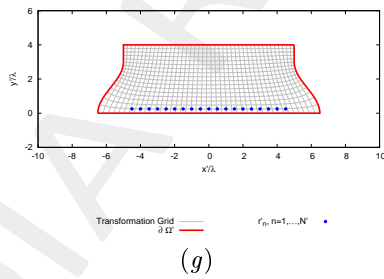 y'/λ
6
4
2
0
-2
-10 -8 -6 -4 -2 0 2 4 6 8 10
x'/λ
Transformation Grid
∂ Ω'
r'n, n=1,...,N'
(g)